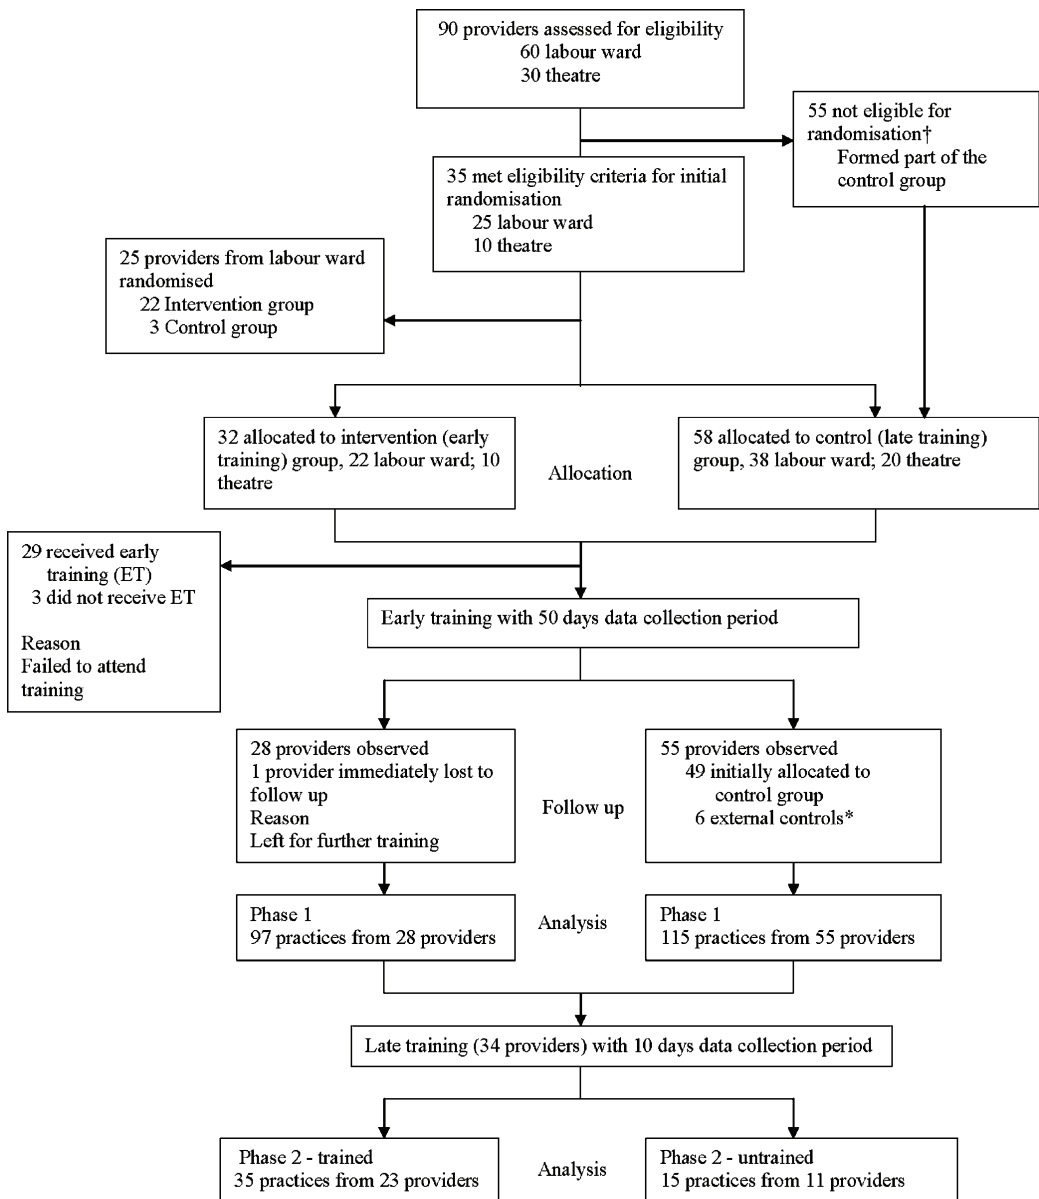 90 providers assessed for eligibility
60 labour ward
30 theatre
55 not eligible for
randomisation†
Formed part of the
control group
35 met eligibility criteria for initial
randomisation
25 labour ward
10 theatre
25 providers from labour ward
randomised
22 Intervention group
3 Control group
32 allocated to intervention (early
training) group, 22 labour ward; 10
theatre
Allocation
58 allocated to control (late training)
group, 38 labour ward; 20 theatre
29 received early
training (ET)
3 did not receive ET
Reason
Failed to attend
training
Early training with 50 days data collection period
28 providers observed
1 provider immediately lost to
follow up
Reason
Left for further training
Follow up
55 providers observed
49 initially allocated to
control group
6 external controls*
Phase 1
97 practices from 28 providers
Analysis
Phase 1
115 practices from 55 providers
Late training (34 providers) with 10 days data collection period
Phase 2 - trained
35 practices from 23 providers
Analysis
Phase 2 - untrained
15 practices from 11 providers